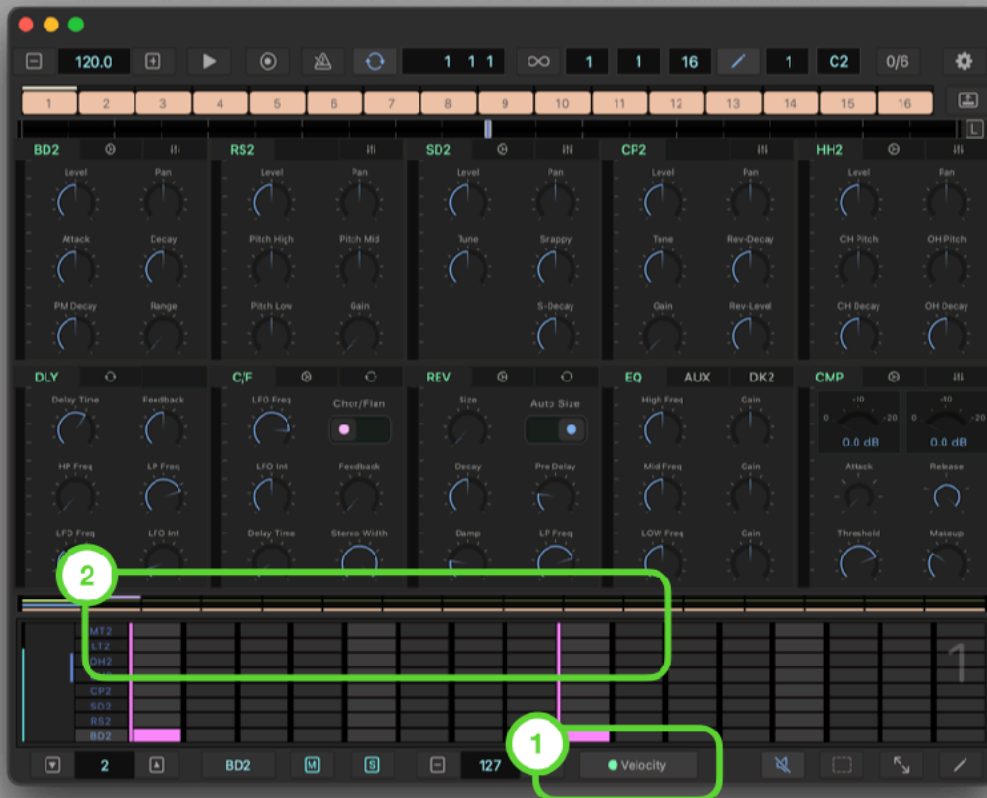 120.0 1 1 1 1 1 16 1 C2 0/6
1 2 3 4 5 6 7 8 9 10 11 12 13 14 15 16
L
BD2 RS2 SD2 CP2 HH2
Level Pan Level Pan Level Pan Level Pan Level Pan
Attack Decay Pitch High Pitch Mid Tune Snappy Tone Rev-Decay CH Pitch OH Pitch
PM Decay Range Pitch Low Gain S-Decay Gain Rev-Level CH Decay OH Decay
DLY C/F REV EQ AUX DK2 CMP
Delay Time Feedback LFO Freq Chor/Flan Size Auto Size High Freq Gain -10 -10
0 -20 0 -20
0.0 dB 0.0 dB
HP Freq LP Freq LFO Int Feedback Decay Pre Delay Mid Freq Gain Attack Release
LFO Freq LFO Int Delay Time Stereo Width Damp LP Freq LOW Freq Gain Threshold Makeup
2
MT2
LT2
OH2
CP2
SD2
RS2
BD2
1
1
2 BD2 M S 127 Velocity